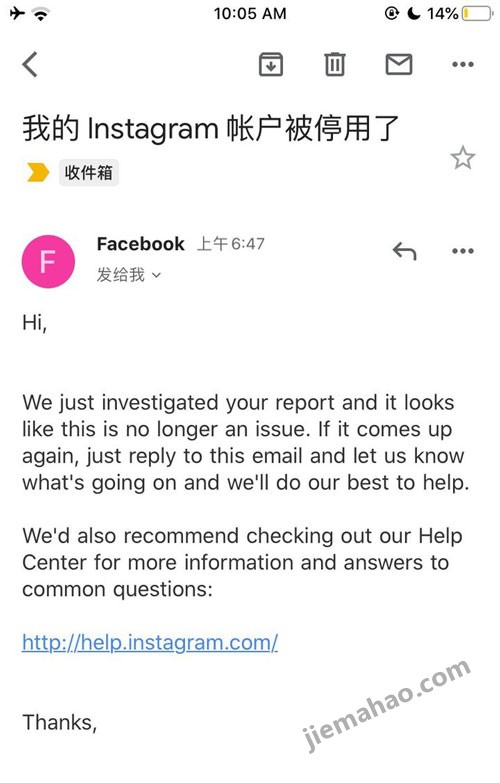 10:05 AM
14%
我的 Instagram 帐户被停用了
收件箱
F
Facebook 上午 6:47
发给我
Hi,
We just investigated your report and it looks
like this is no longer an issue. If it comes up
again, just reply to this email and let us know
what's going on and we'll do our best to help.
We'd also recommend checking out our Help
Center for more information and answers to
common questions:
http://help.instagram.com/
Thanks,
jiemahao.com